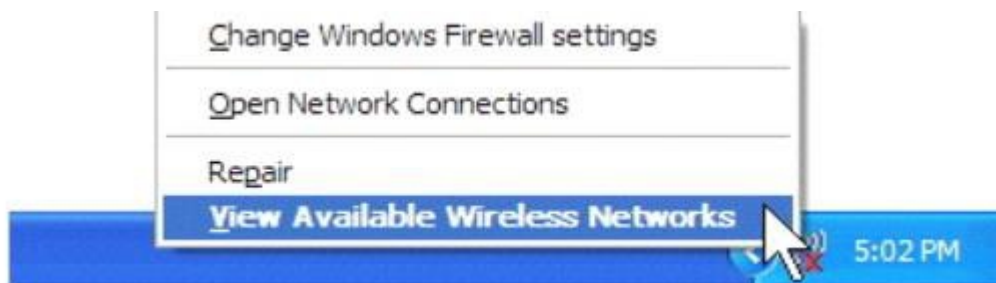 Change Windows Firewall settings
Open Network Connections
Repair
View Available Wireless Networks
5:02 PM